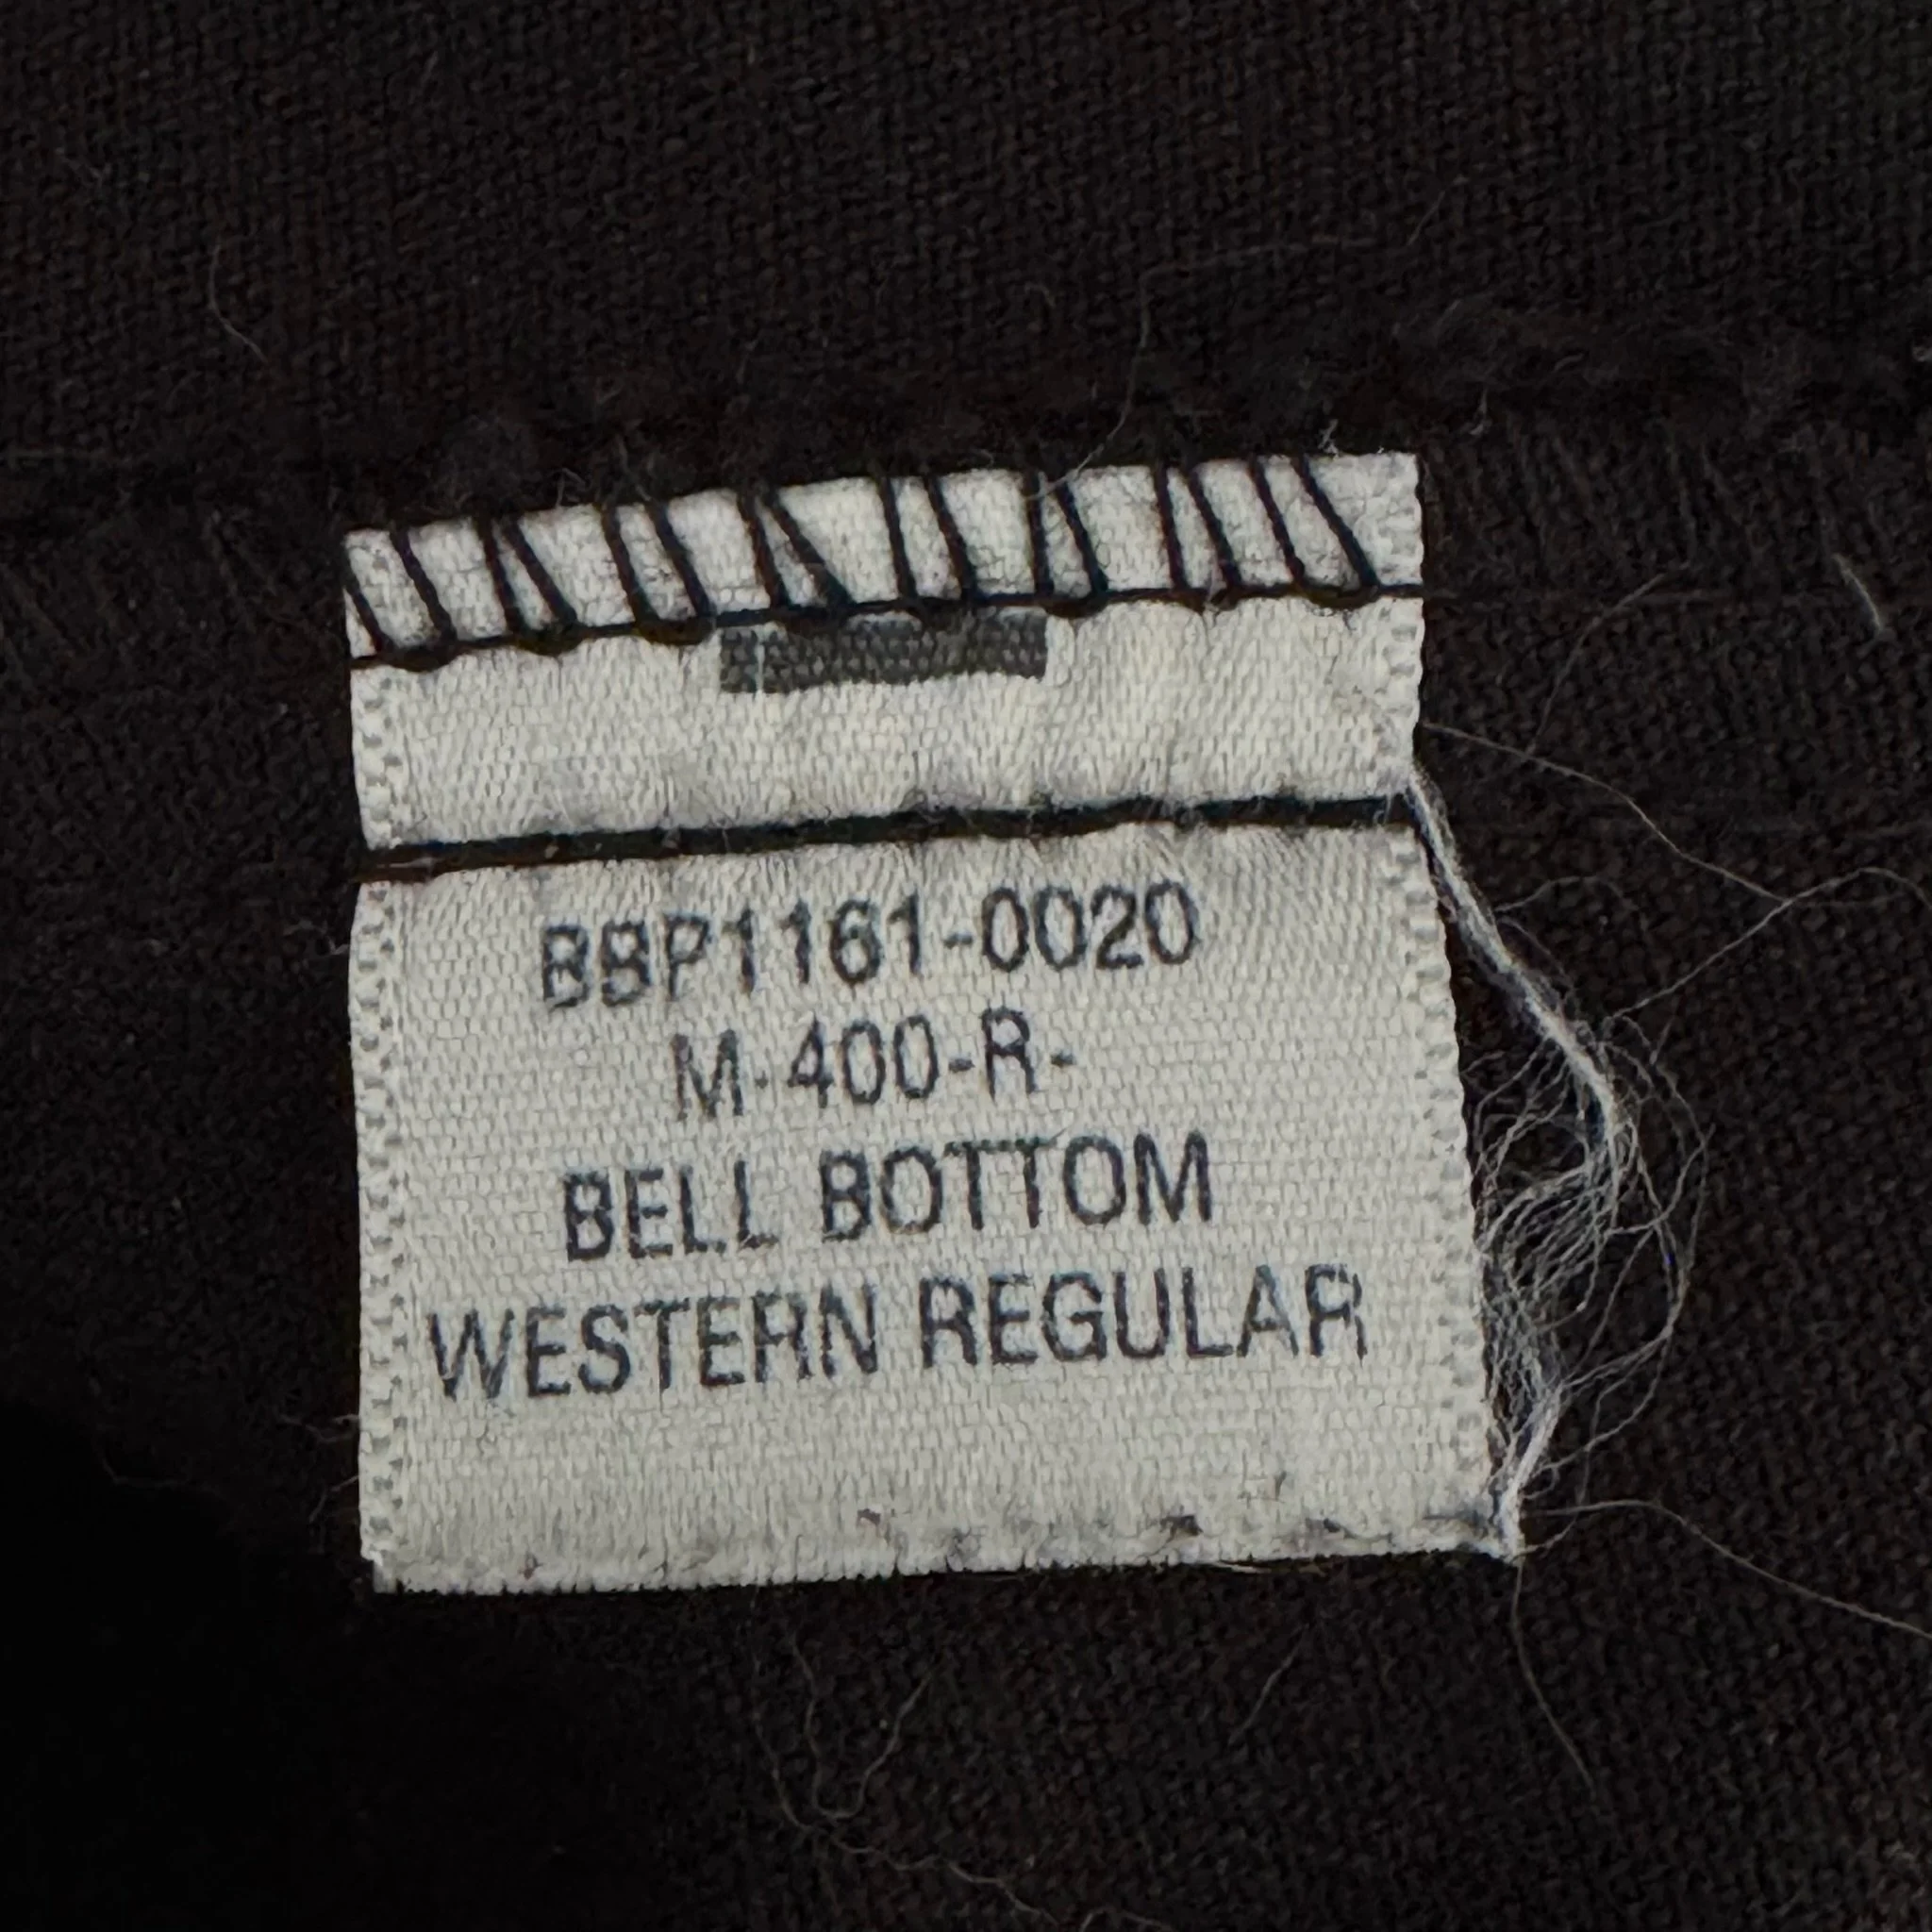 BBP1161-0020
M-400-R-
BELL BOTTOM
WESTERN REGULAR